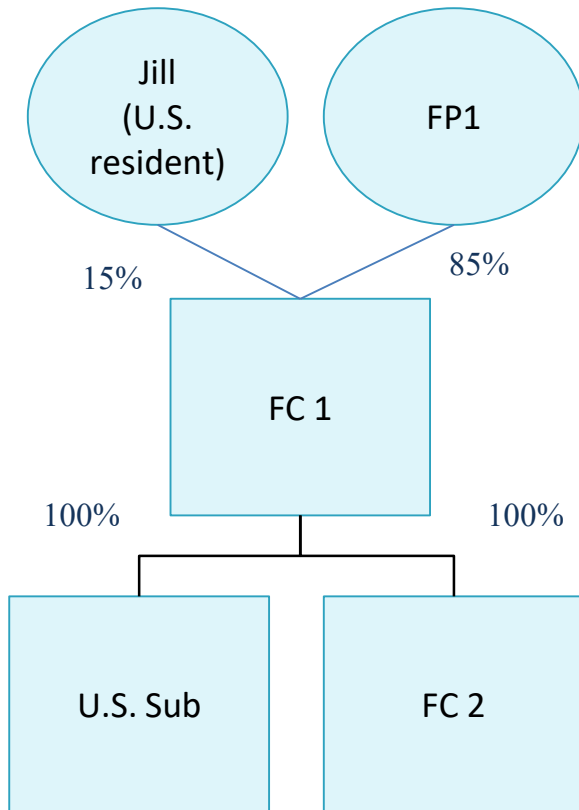 Jill
(U.S.
resident)
FP1
15%
85%
FC 1
100%
100%
U.S. Sub
FC 2